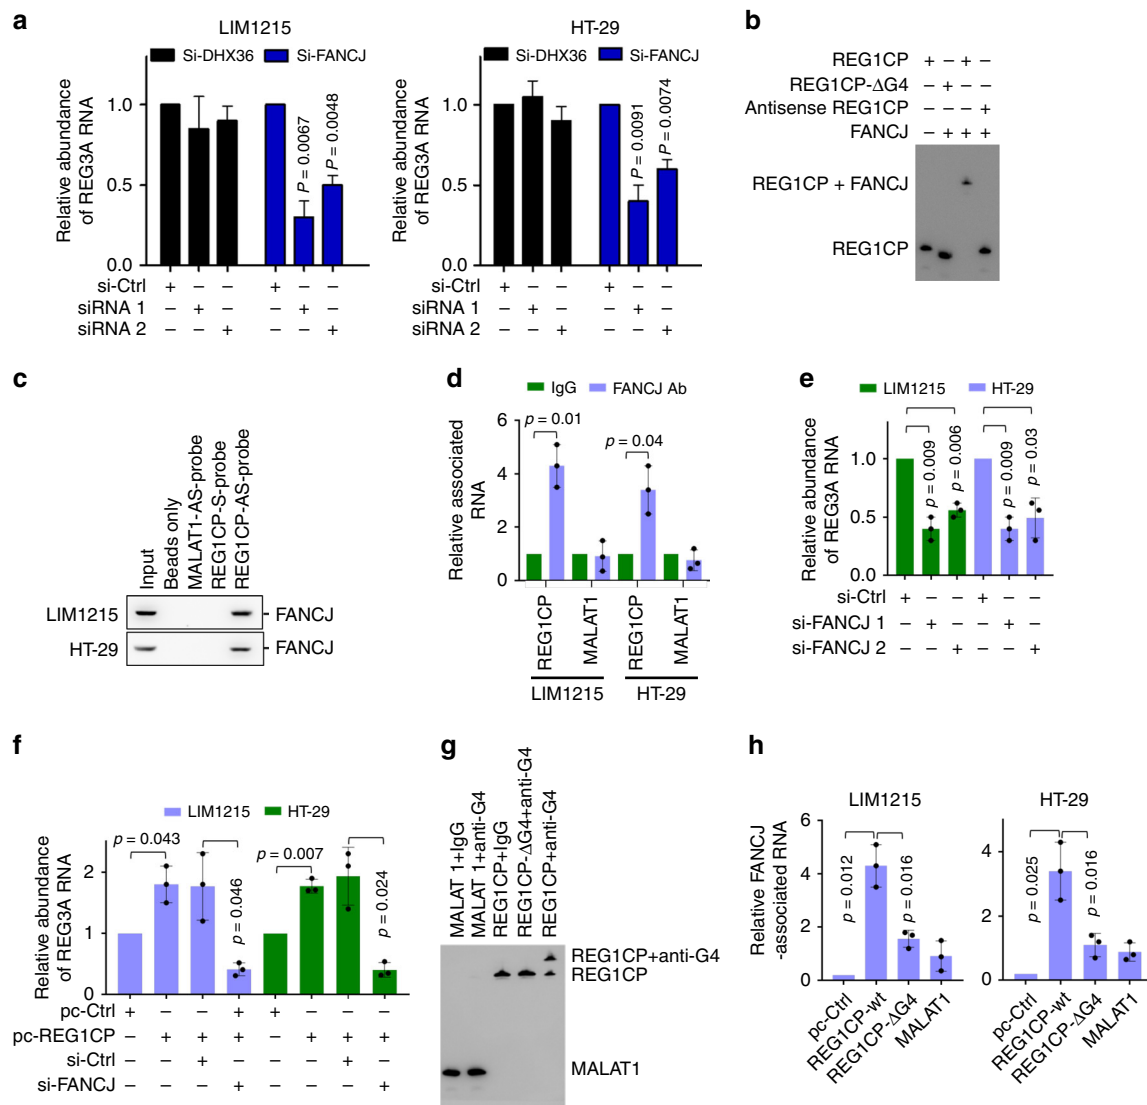 a
LIM1215
Si-DHX36 Si-FANCJ
Relative abundance
of REG3A RNA
1.0
0.5
0.0
P = 0.0067
P = 0.0048
si-Ctrl + – – + – –
siRNA 1 – + – – + –
siRNA 2 – – + – – +
HT-29
Si-DHX36 Si-FANCJ
Relative abundance
of REG3A RNA
1.0
0.5
0.0
P = 0.0091
P = 0.0074
si-Ctrl + – – + – –
siRNA 1 – + – – + –
siRNA 2 – – + – – +
b
REG1CP + – + –
REG1CP-ΔG4 – + – –
Antisense REG1CP – – – +
FANCJ – + + +
REG1CP + FANCJ
REG1CP
c
Input
Beads only
MALAT1-AS-probe
REG1CP-S-probe
REG1CP-AS-probe
LIM1215 FANCJ
HT-29 FANCJ
d
IgG FANCJ Ab
Relative associated
RNA
6
4
2
0
p = 0.01
p = 0.04
REG1CP
MALAT1
REG1CP
MALAT1
LIM1215 HT-29
e
LIM1215 HT-29
Relative abundance
of REG3A RNA
1.0
0.5
0.0
p = 0.009
p = 0.006
p = 0.009
p = 0.03
si-Ctrl + – – + – –
si-FANCJ 1 – + – – + –
si-FANCJ 2 – – + – – +
f
LIM1215 HT-29
Relative abundance
of REG3A RNA
2
1
0
p = 0.043
p = 0.046
p = 0.007
p = 0.024
pc-Ctrl + – – + + – – –
pc-REG1CP – + + + – + + +
si-Ctrl – – + – – – + –
si-FANCJ – – – + – – – +
g
MALAT 1+IgG
MALAT 1+anti-G4
REG1CP+IgG
REG1CP-ΔG4+anti-G4
REG1CP+anti-G4
REG1CP+anti-G4
REG1CP
MALAT1
h
LIM1215
Relative FANCJ
-associated RNA
6
4
2
0
p = 0.012
p = 0.016
pc-Ctrl
REG1CP-wt
REG1CP-ΔG4
MALAT1
HT-29
4
2
0
p = 0.025
p = 0.016
pc-Ctrl
REG1CP-wt
REG1CP-ΔG4
MALAT1